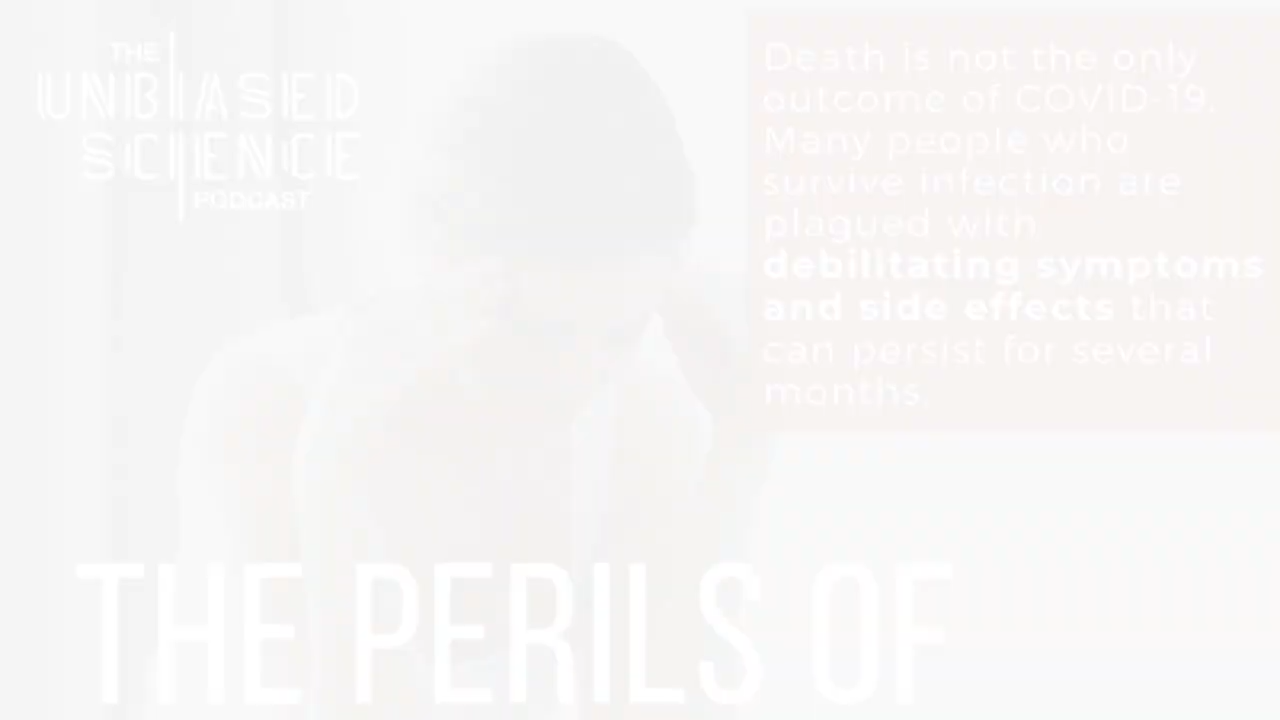 THE
UNBIASED
SCIENCE
PODCAST
Death is not the only
outcome of COVID-19.
Many people who
survive infection are
plagued with
debilitating symptoms
and side effects that
can persist for several
months.
THE PERILS OF